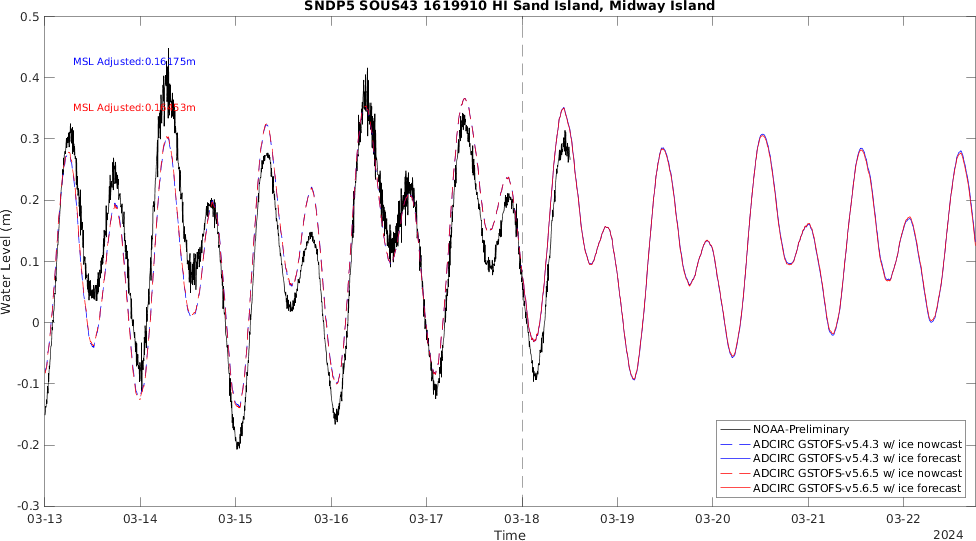 SNDP5 SOUS43 1619910 HI Sand Island, Midway Island
0.5
0.4
0.3
0.2
0.1
0
-0.1
-0.2
-0.3
Water Level (m)
MSL Adjusted:0.16175m
MSL Adjusted:
NOAA-Preliminary
ADCIRC GSTOFS-v5.4.3 w/ ice nowcast
ADCIRC GSTOFS-v5.4.3 w/ ice forecast
ADCIRC GSTOFS-v5.6.5 w/ ice nowcast
ADCIRC GSTOFS-v5.6.5 w/ ice forecast
03-13 03-14 03-15 03-16 03-17 03-18 03-19 03-20 03-21 03-22
Time
2024